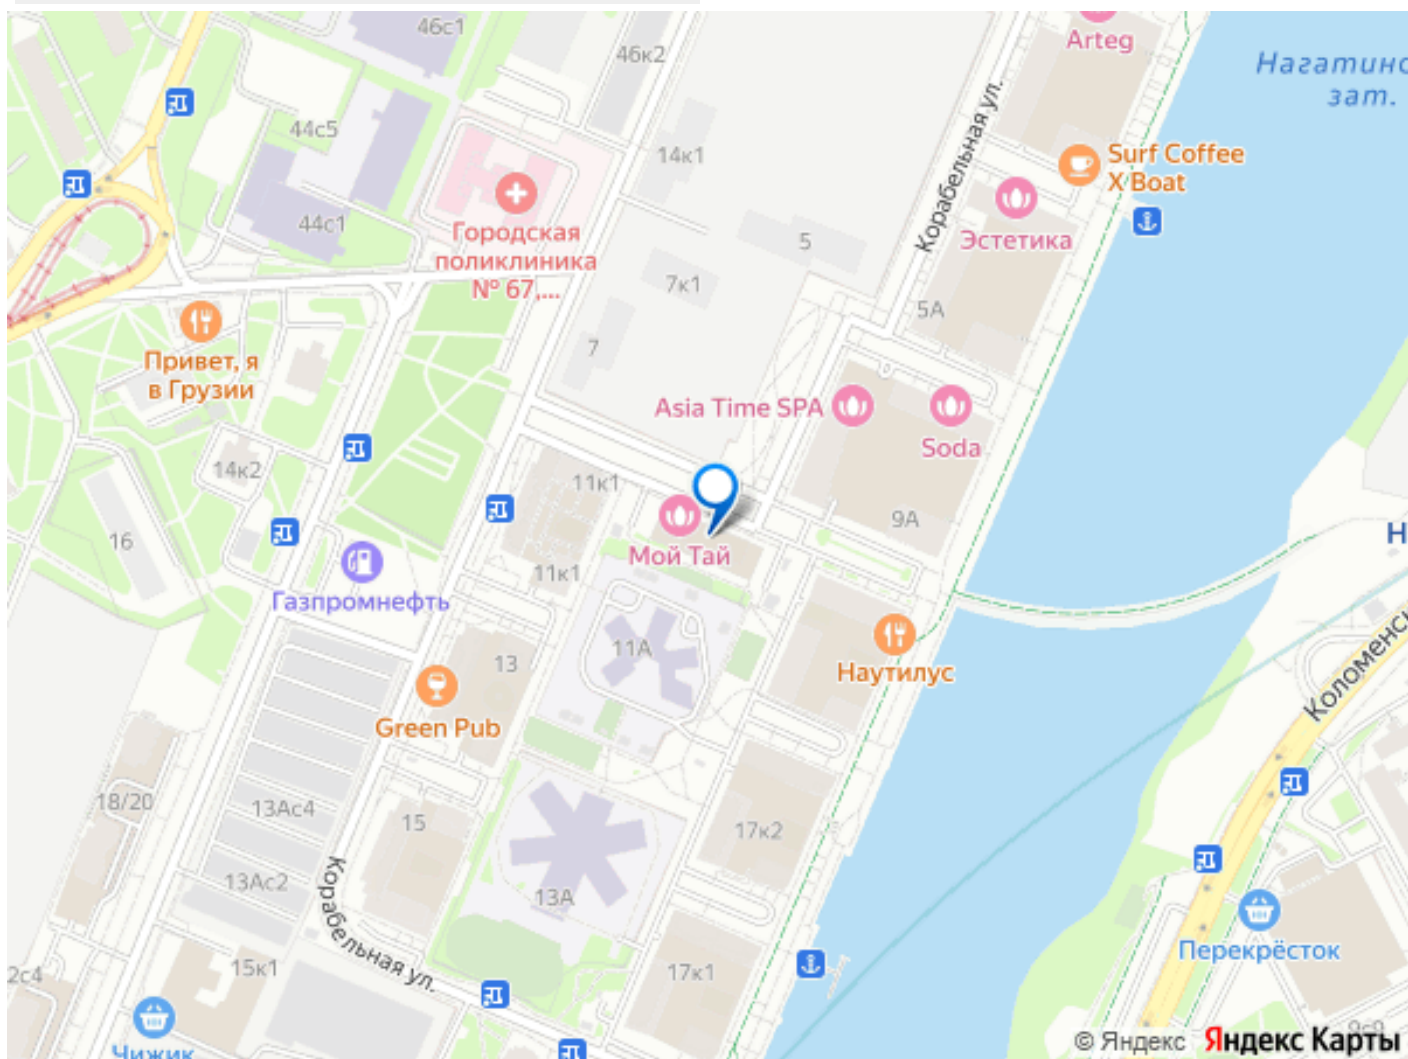 46с1
46к2
Arteg
Нагатинс
зат.
44с5
14к1
Корабельная ул.
Surf Coffee
X Boat
44с1
Городская
поликлиника
№ 67,...
5
Эстетика
7к1
5А
7
Привет, я
в Грузии
Asia Time SPA
Soda
14к2
11к1
16
9А
Н
Мой Тай
11к1
Газпромнефть
11А
13
Наутилус
Коломенс
Green Pub
18/20
13Ас4
15
17к2
13Ас2
13А
Корабельная ул.
Перекрёсток
2с4
15к1
17к1
Чижик
© Яндекс Яндекс Карты